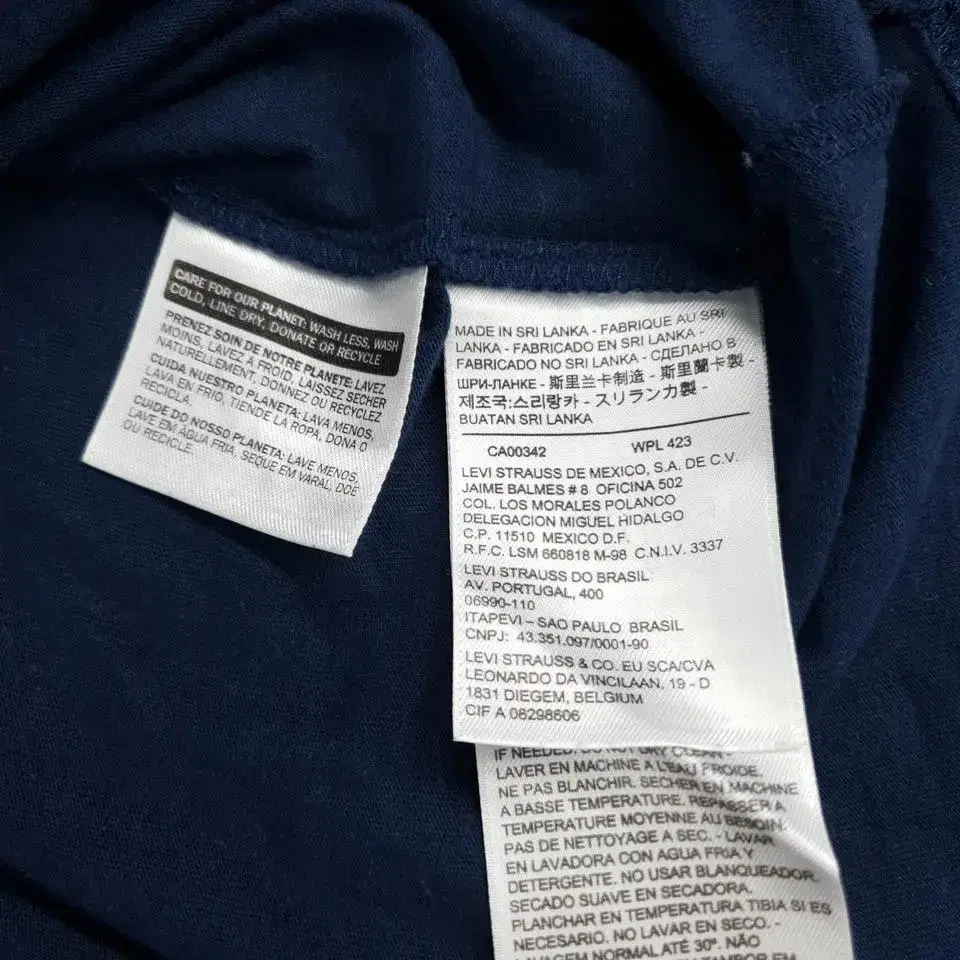 CARE FOR OUR PLANET: WASH LESS, WASH
COLD, LINE DRY, DONATE OR RECYCLE
PRENEZ SOIN DE NOTRE PLANETE: LAVEZ
MOINS, LAVEZ À FROID, LAISSEZ SECHER
NATURELLEMENT, DONNEZ OU RECYCLEZ
CUIDA NUESTRO PLANETA: LAVA MENOS,
LAVA EN FRIO, TIENDE LA ROPA, DONA O
RECICLA.
CUIDE DO NOSSO PLANETA: LAVE MENOS,
LAVE EM ÁGUA FRIA, SEQUE EM VARAL, DOE
OU RECICLE.
MADE IN SRI LANKA - FABRIQUE AU SRI
LANKA - FABRICADO EN SRI LANKA -
FABRICADO NO SRI LANKA - СДЕЛАНО В
ШРИ-ЛАНКЕ - 斯里兰卡制造 - 斯里蘭卡製 -
제조국:스리랑카 - スリランカ製 -
BUATAN SRI LANKA
CA00342 WPL 423
LEVI STRAUSS DE MEXICO, S.A. DE C.V.
JAIME BALMES # 8 OFICINA 502
COL. LOS MORALES POLANCO
DELEGACION MIGUEL HIDALGO
C.P. 11510 MEXICO D.F.
R.F.C. LSM 660818 M-98 C.N.I.V. 3337
LEVI STRAUSS DO BRASIL
AV. PORTUGAL, 400
06990-110
ITAPEVI – SAO PAULO BRASIL
CNPJ: 43.351.097/0001-90
LEVI STRAUSS & CO. EU SCA/CVA
LEONARDO DA VINCILAAN, 19 - D
1831 DIEGEM, BELGIUM
CIF A 08298606
IF NEEDED. DO NOT DRY CLEAN -
LAVER EN MACHINE A L'EAU FROIDE.
NE PAS BLANCHIR. SECHER EN MACHINE
A BASSE TEMPERATURE. REPASSER A
TEMPERATURE MOYENNE AU BESOIN.
PAS DE NETTOYAGE A SEC. - LAVAR
EN LAVADORA CON AGUA FRIA Y
DETERGENTE. NO USAR BLANQUEADOR.
SECADO SUAVE EN SECADORA.
PLANCHAR EN TEMPERATURA TIBIA SI ES
NECESARIO. NO LAVAR EN SECO. -
LAVAGEM NORMAL ATÉ 30º. NÃO